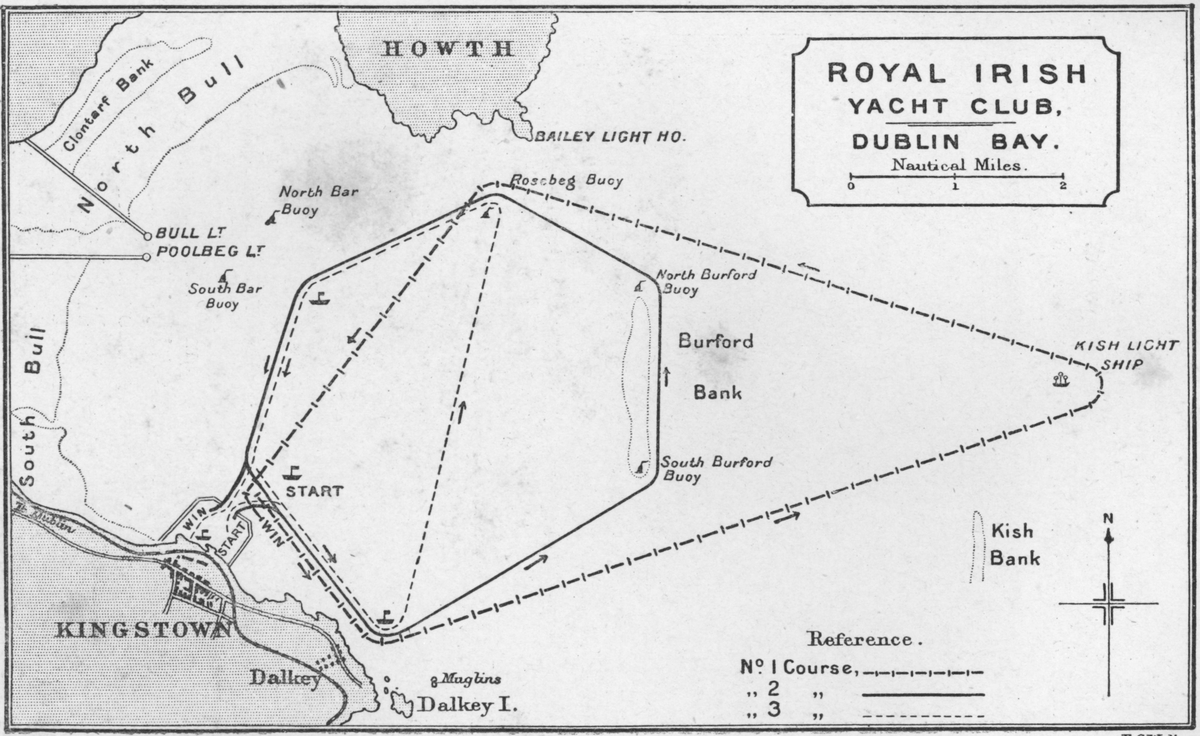 HOWTH
ROYAL IRISH
YACHT CLUB,
DUBLIN BAY.
Nautical Miles.
0 1 2
Clontarf Bank
North Bull
BAILEY LIGHT HO.
Rosebeg Buoy
North Bar
Buoy
BULL LT
POOLBEG LT
South Bar
Buoy
North Burford
Buoy
Burford
Bank
KISH LIGHT
SHIP
South Bull
South Burford
Buoy
START
WIN
START
WIN
To Dublin
Kish
Bank
N
KINGSTOWN
Dalkey
Muglins
Dalkey I.
Reference.
No. 1 Course,
„ 2 „
„ 3 „